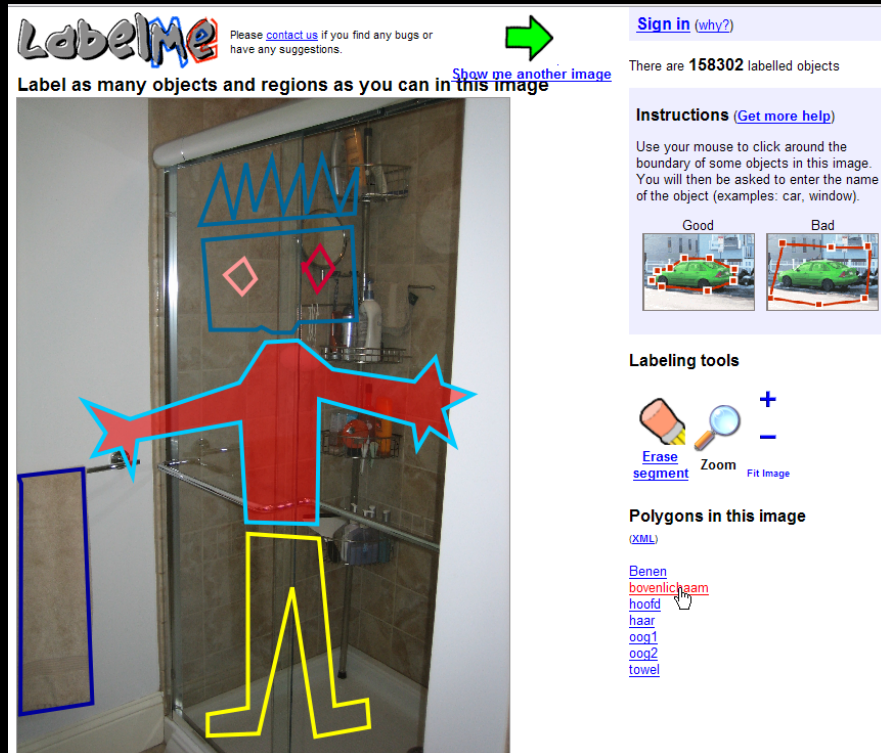 LabelMe
Please contact us if you find any bugs or
have any suggestions.
Show me another image
Label as many objects and regions as you can in this image
Sign in (why?)
There are 158302 labelled objects
Instructions (Get more help)
Use your mouse to click around the
boundary of some objects in this image.
You will then be asked to enter the name
of the object (examples: car, window).
Good Bad
Labeling tools
Erase
segment
Zoom
+
−
Fit Image
Polygons in this image
(XML)
Benen
bovenlichaam
hoofd
haar
oog1
oog2
towel